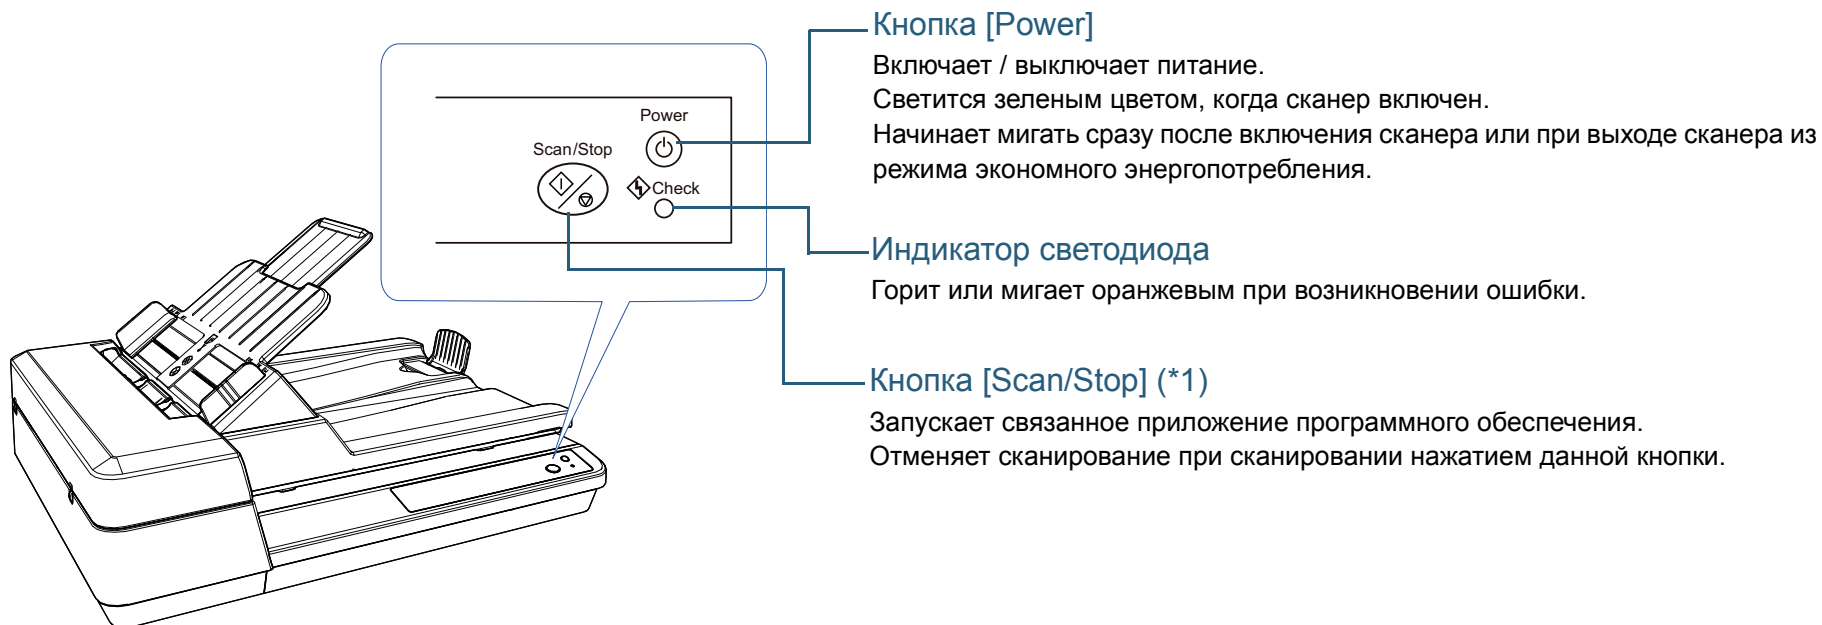 Кнопка [Power]
Включает / выключает питание.
Светится зеленым цветом, когда сканер включен.
Начинает мигать сразу после включения сканера или при выходе сканера из
режима экономного энергопотребления.
Power
Scan/Stop
Check
Индикатор светодиода
Горит или мигает оранжевым при возникновении ошибки.
Кнопка [Scan/Stop] (*1)
Запускает связанное приложение программного обеспечения.
Отменяет сканирование при сканировании нажатием данной кнопки.